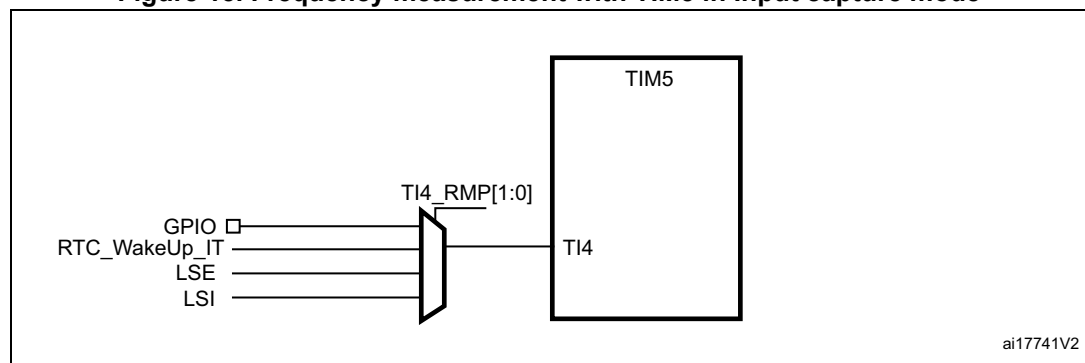 Figure Frequency measurement with TIM5 in Input capture mode
TIM5
TI4_RMP[1:0]
GPIO
RTC_WakeUp_IT
TI4
LSE
LSI
ai17741V2